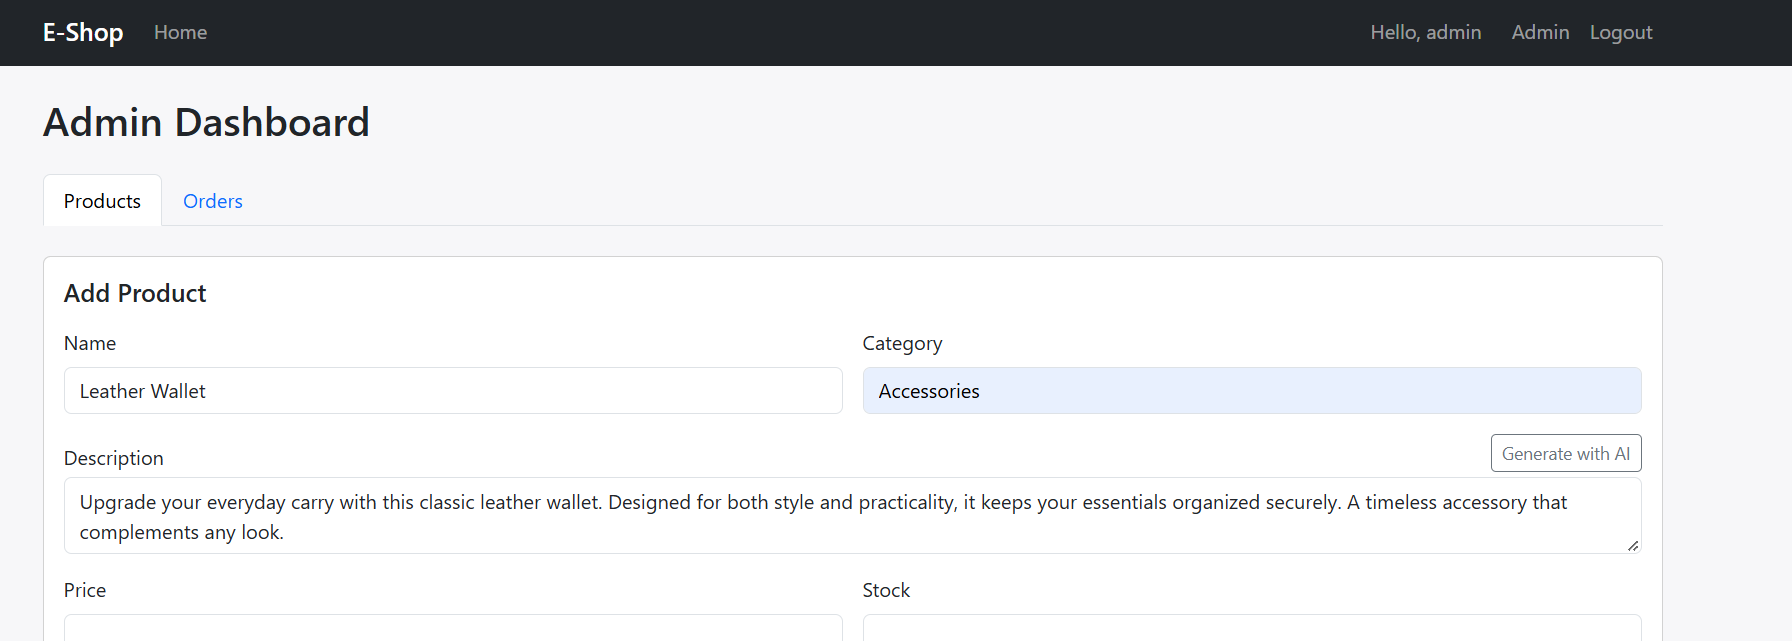 E-Shop Home Hello, admin Admin Logout
Admin Dashboard
Products Orders
Add Product
Name Category
Leather Wallet Accessories
Generate with AI
Description
Upgrade your everyday carry with this classic leather wallet. Designed for both style and practicality, it keeps your essentials organized securely. A timeless accessory that
complements any look.
Price Stock